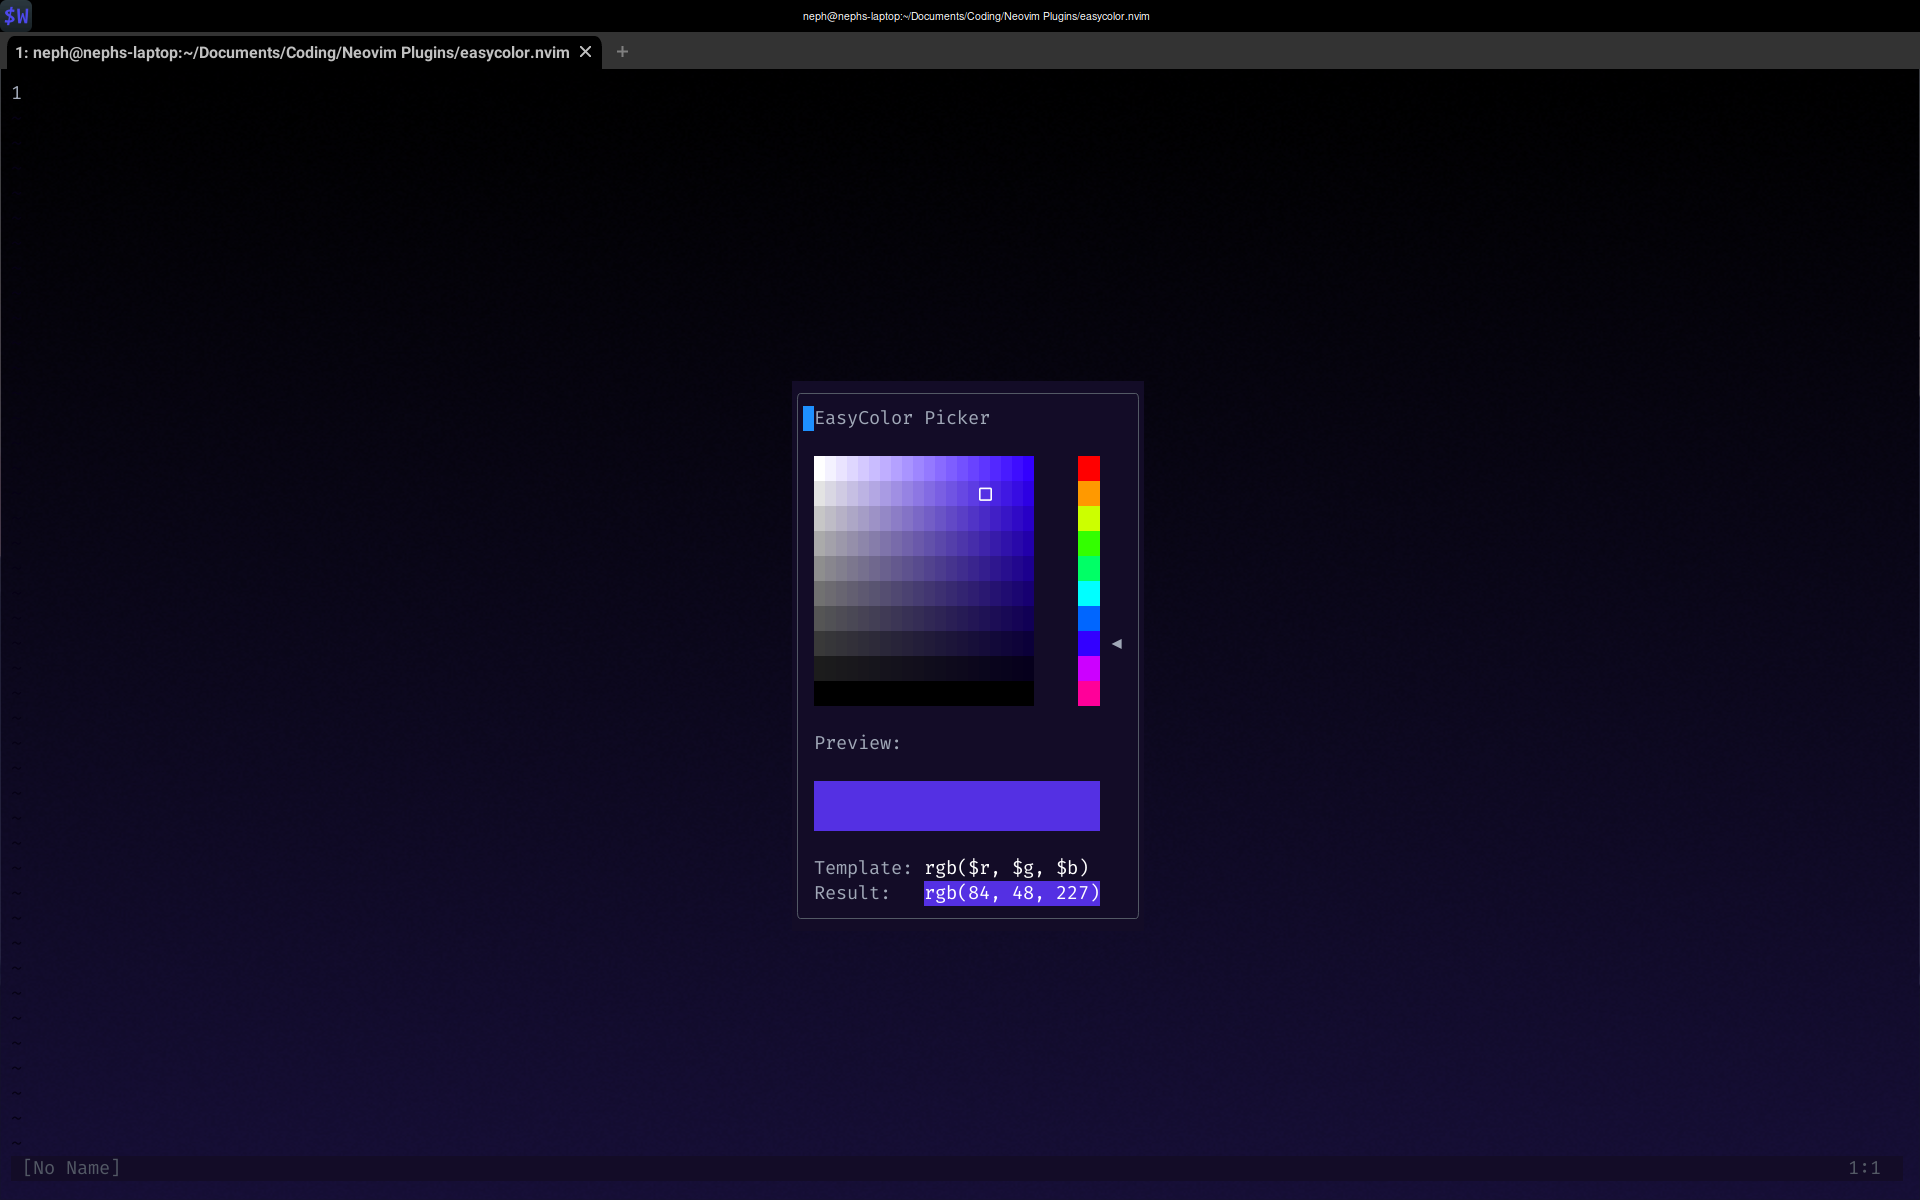 $W
neph@nephs-laptop:~/Documents/Coding/Neovim Plugins/easycolor.nvim
1: neph@nephs-laptop:~/Documents/Coding/Neovim Plugins/easycolor.nvim ✕ +
1
EasyColor Picker
Preview:
Template: rgb($r, $g, $b)
Result: rgb(84, 48, 227)
~
~
~
~
~
~
~
~
~
~
[No Name] 1:1